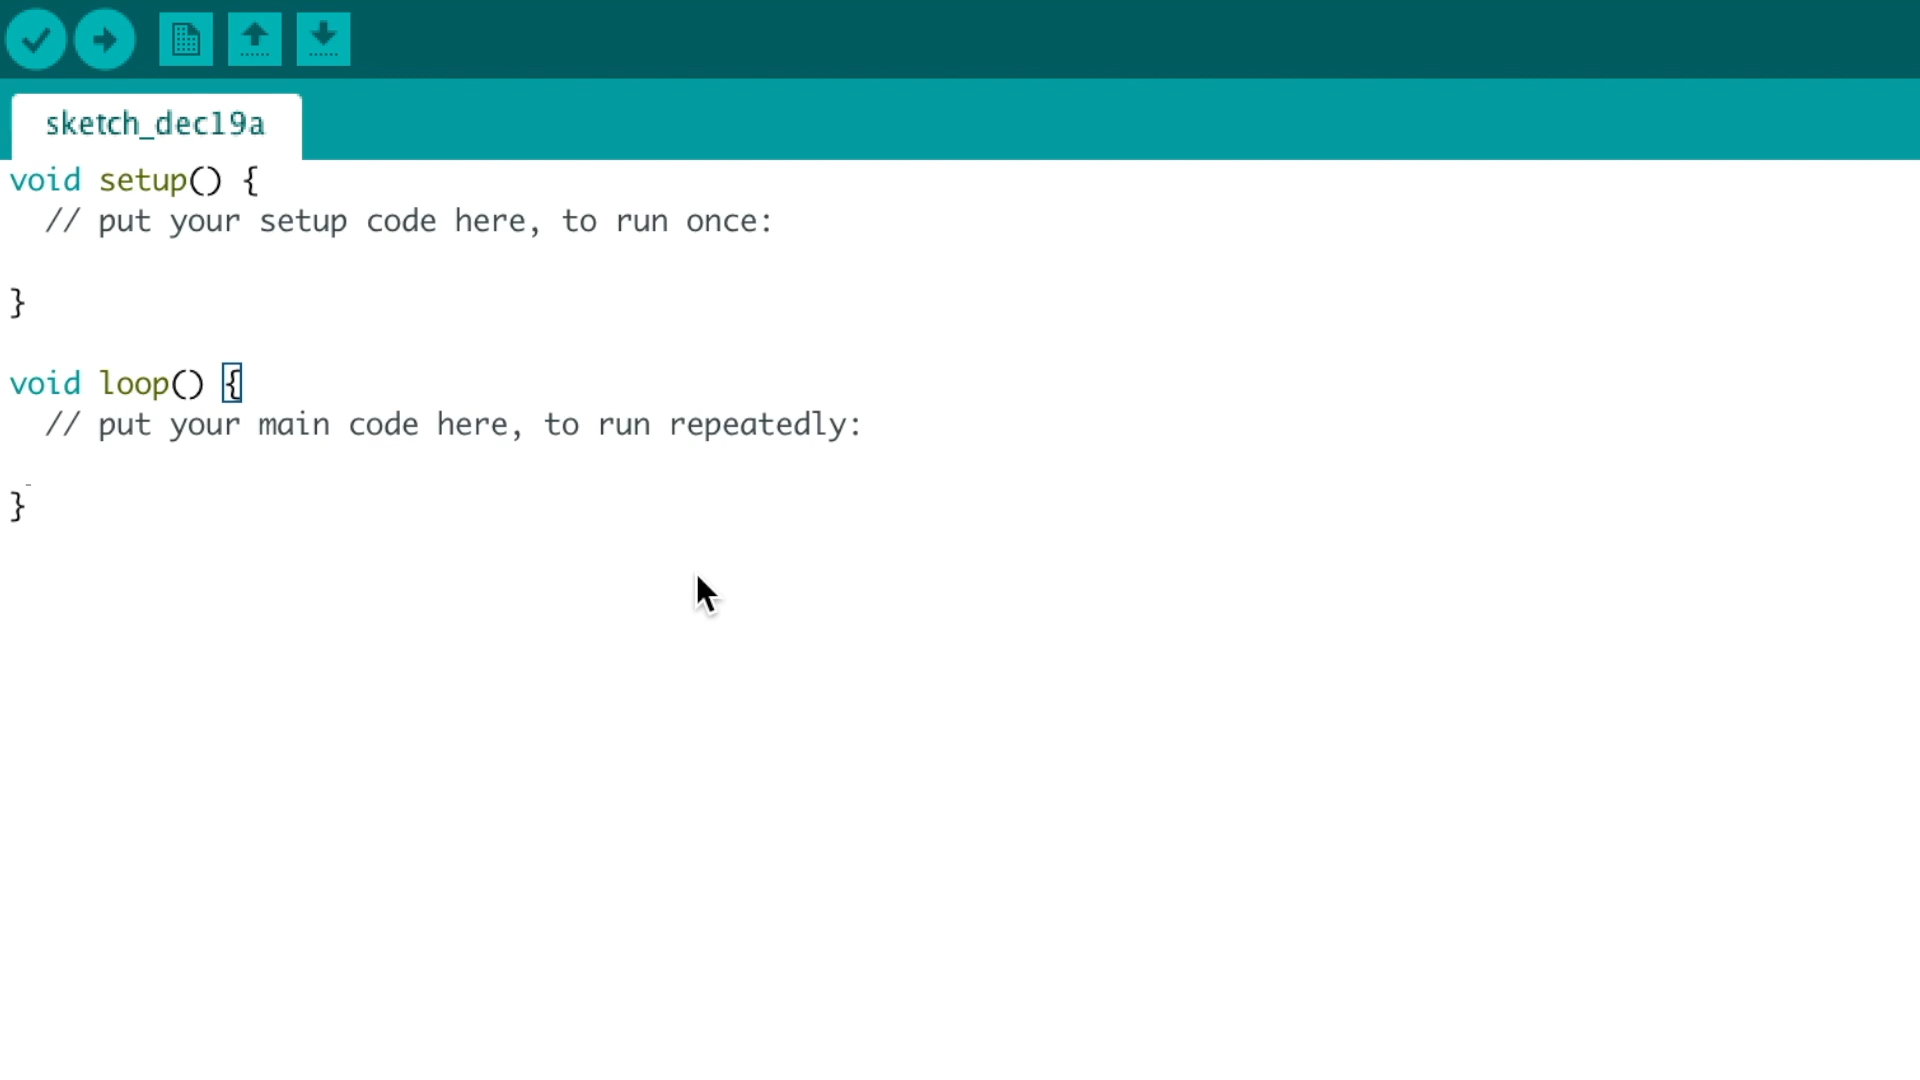 sketch_dec19a
void setup() {
  // put your setup code here, to run once:
}
void loop() {
  // put your main code here, to run repeatedly:
}